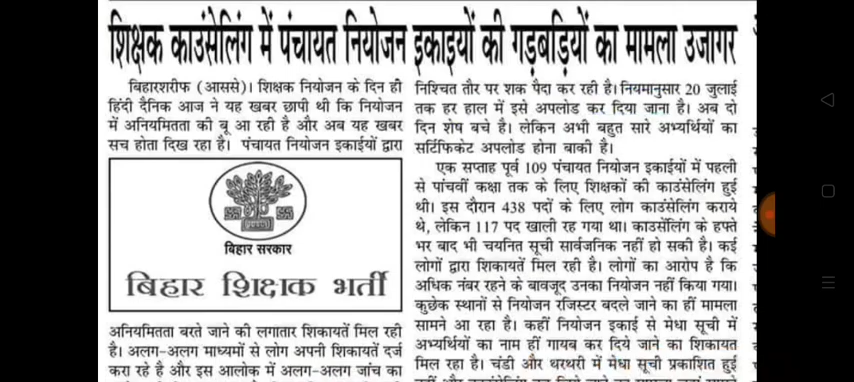 शिक्षक काउंसेलिंग में पंचायत नियोजन इकाइयों की गड़बड़ियों का मामला उजागर
बिहारशरीफ (आससे)। शिक्षक नियोजन के दिन ही
हिंदी दैनिक आज ने यह खबर छापी थी कि नियोजन
में अनियमितता की बू आ रही है और अब यह खबर
सच होता दिख रहा है। पंचायत नियोजन इकाईयों द्वारा
बिहार सरकार
बिहार शिक्षक भर्ती
अनियमितता बरते जाने की लगातार शिकायतें मिल रही
है। अलग-अलग माध्यमों से लोग अपनी शिकायतें दर्ज
करा रहे है और इस आलोक में अलग-अलग जांच का
निश्चित तौर पर शक पैदा कर रही है। नियमानुसार 20 जुलाई
तक हर हाल में इसे अपलोड कर दिया जाना है। अब दो
दिन शेष बचे है। लेकिन अभी बहुत सारे अभ्यर्थियों का
सर्टिफिकेट अपलोड होना बाकी है।
एक सप्ताह पूर्व 109 पंचायत नियोजन इकाईयों में पहली
से पांचवीं कक्षा तक के लिए शिक्षकों की काउंसेलिंग हुई
थी। इस दौरान 438 पदों के लिए लोग काउंसेलिंग कराये
थे, लेकिन 117 पद खाली रह गया था। काउसेंलिंग के हफ्ते
भर बाद भी चयनित सूची सार्वजनिक नहीं हो सकी है। कई
लोगों द्वारा शिकायतें मिल रही है। लोगों का आरोप है कि
अधिक नंबर रहने के बावजूद उनका नियोजन नहीं किया गया।
कुछेक स्थानों से नियोजन रजिस्टर बदले जाने का हीं मामला
सामने आ रहा है। कहीं नियोजन इकाई से मेधा सूची में
अभ्यर्थियों का नाम हीं गायब कर दिये जाने का शिकायत
मिल रहा है। चंडी और थरथरी में मेधा सूची प्रकाशित हुई